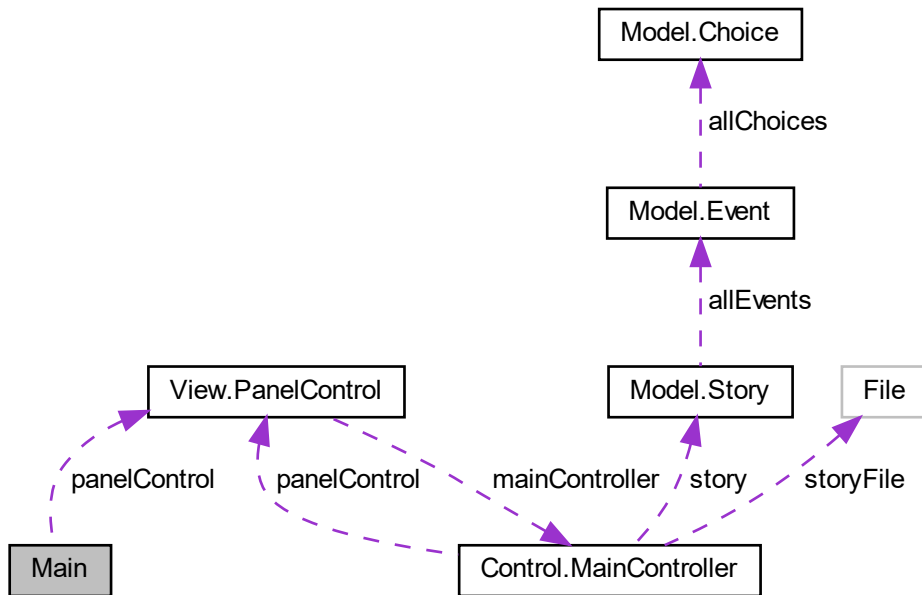 Model.Choice
allChoices
Model.Event
allEvents
View.PanelControl
Model.Story
File
panelControl
panelControl
mainController
story
storyFile
Main
Control.MainController